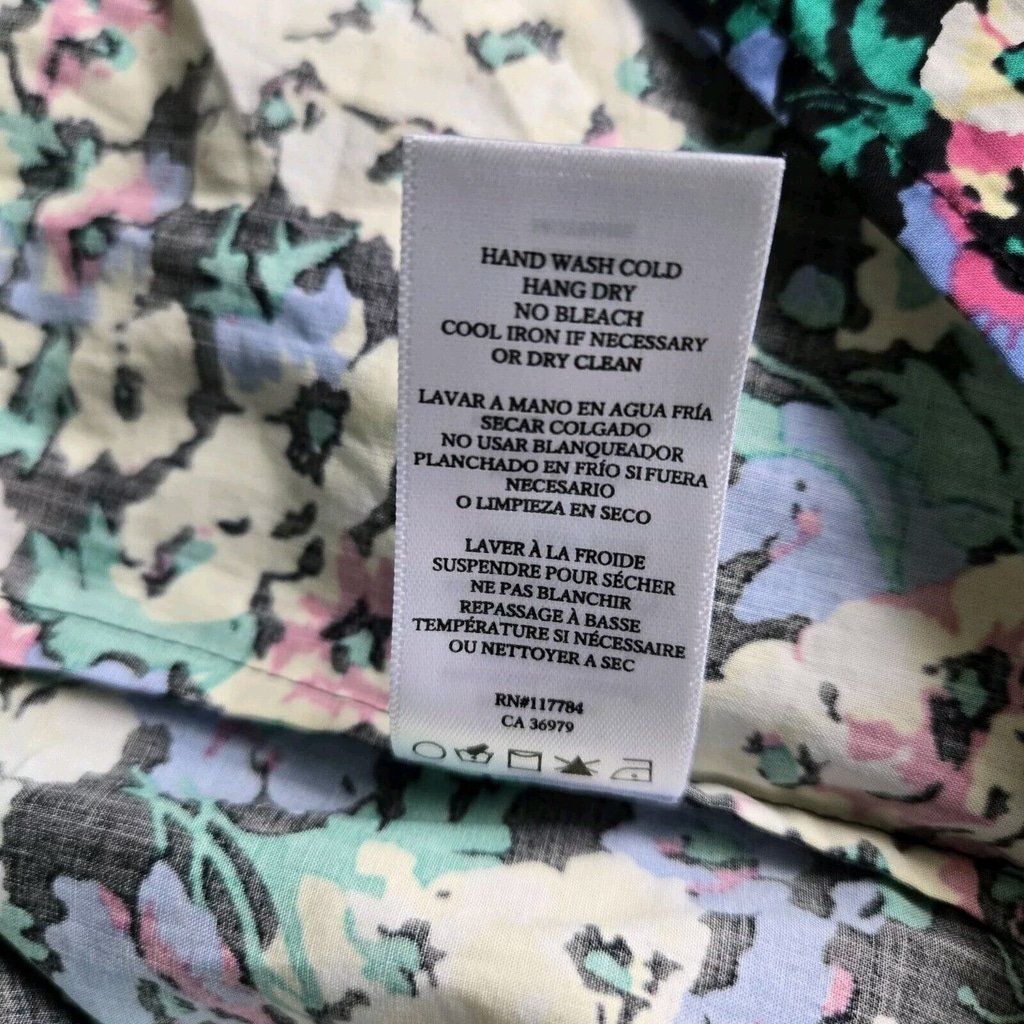 HAND WASH COLD
HANG DRY
NO BLEACH
COOL IRON IF NECESSARY
OR DRY CLEAN
LAVAR A MANO EN AGUA FRÍA
SECAR COLGADO
NO USAR BLANQUEADOR
PLANCHADO EN FRÍO SI FUERA
NECESARIO
O LIMPIEZA EN SECO
LAVER À LA FROIDE
SUSPENDRE POUR SÉCHER
NE PAS BLANCHIR
REPASSAGE À BASSE
TEMPÉRATURE SI NÉCESSAIRE
OU NETTOYER A SEC
RN#117784
CA 36979